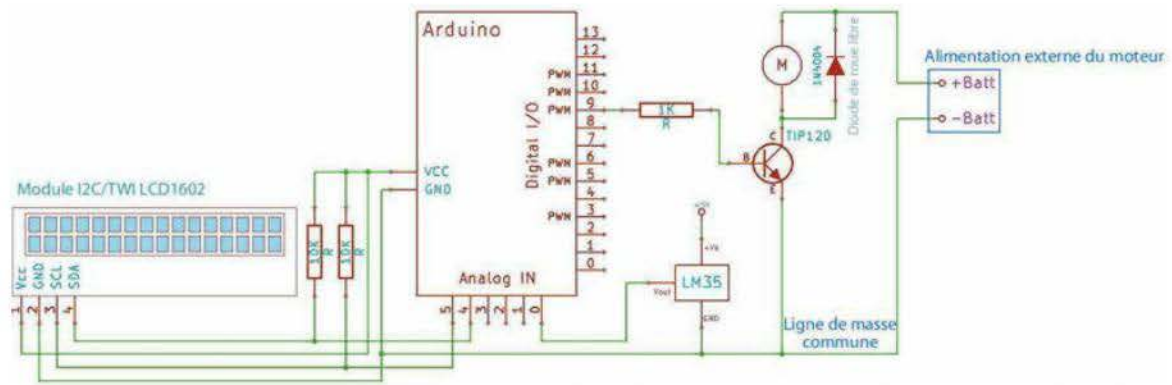 Arduino
13
12
PWM 11
PWM 10
PWM 9
8
7
PWM 6
PWM 5
4
PWM 3
2
1
0
Digital I/O
VCC
GND
Analog IN
5
4
3
2
1
0
Module I2C/TWI LCD1602
Vcc
GND
SCL
SDA
1
2
3
4
10K
R
10K
R
1K
R
M
1N4004
Diode de roue libre
Alimentation externe du moteur
+Batt
-Batt
TIP120
C
B
E
+5V
+Vs
LM35
Vout
GND
Ligne de masse
commune